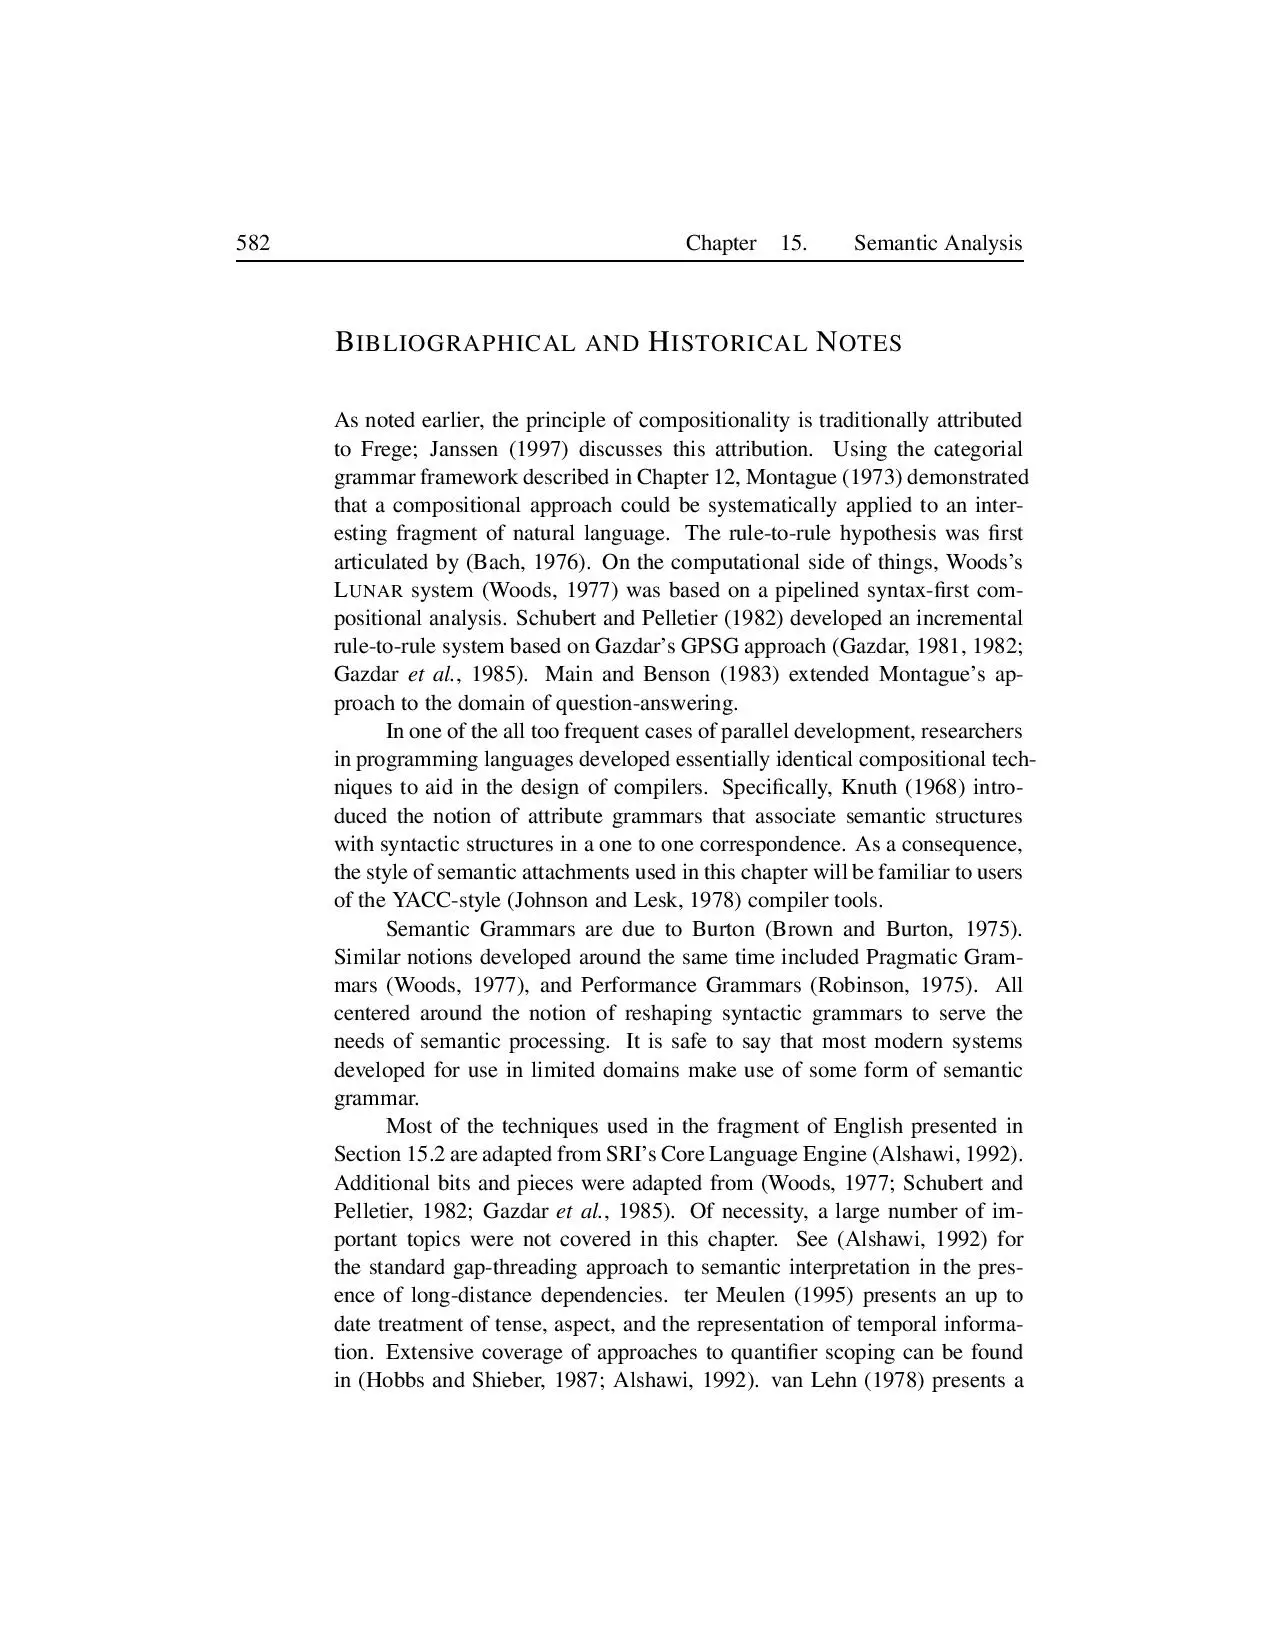 582 Chapter 15. Semantic Analysis
BIBLIOGRAPHICAL AND HISTORICAL NOTES
As noted earlier, the principle of compositionality is traditionally attributed
to Frege; Janssen (1997) discusses this attribution. Using the categorial
grammar framework described in Chapter 12, Montague (1973) demonstrated
that a compositional approach could be systematically applied to an inter-
esting fragment of natural language. The rule-to-rule hypothesis was first
articulated by (Bach, 1976). On the computational side of things, Woods's
LUNAR system (Woods, 1977) was based on a pipelined syntax-first com-
positional analysis. Schubert and Pelletier (1982) developed an incremental
rule-to-rule system based on Gazdar's GPSG approach (Gazdar, 1981, 1982;
Gazdar et al., 1985). Main and Benson (1983) extended Montague's ap-
proach to the domain of question-answering.
In one of the all too frequent cases of parallel development, researchers
in programming languages developed essentially identical compositional tech-
niques to aid in the design of compilers. Specifically, Knuth (1968) intro-
duced the notion of attribute grammars that associate semantic structures
with syntactic structures in a one to one correspondence. As a consequence,
the style of semantic attachments used in this chapter will be familiar to users
of the YACC-style (Johnson and Lesk, 1978) compiler tools.
Semantic Grammars are due to Burton (Brown and Burton, 1975).
Similar notions developed around the same time included Pragmatic Gram-
mars (Woods, 1977), and Performance Grammars (Robinson, 1975). All
centered around the notion of reshaping syntactic grammars to serve the
needs of semantic processing. It is safe to say that most modern systems
developed for use in limited domains make use of some form of semantic
grammar.
Most of the techniques used in the fragment of English presented in
Section 15.2 are adapted from SRI's Core Language Engine (Alshawi, 1992).
Additional bits and pieces were adapted from (Woods, 1977; Schubert and
Pelletier, 1982; Gazdar et al., 1985). Of necessity, a large number of im-
portant topics were not covered in this chapter. See (Alshawi, 1992) for
the standard gap-threading approach to semantic interpretation in the pres-
ence of long-distance dependencies. ter Meulen (1995) presents an up to
date treatment of tense, aspect, and the representation of temporal informa-
tion. Extensive coverage of approaches to quantifier scoping can be found
in (Hobbs and Shieber, 1987; Alshawi, 1992). van Lehn (1978) presents a